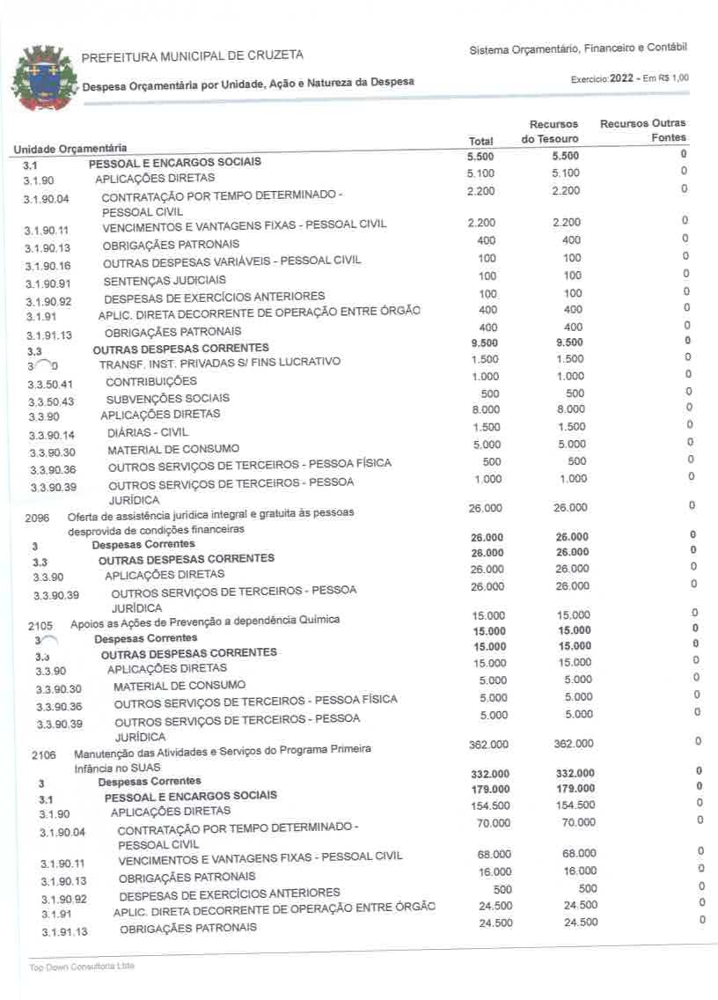 PREFEITURA MUNICIPAL DE CRUZETA
Sistema Orçamentário, Financeiro e Contábil
Despesa Orçamentária por Unidade, Ação e Natureza da Despesa
Exercício: 2022 - Em R$ 1,00
Unidade Orçamentária Total Recursos do Tesouro Recursos Outras Fontes
3.1 PESSOAL E ENCARGOS SOCIAIS 5.500 5.500 0
3.1.90 APLICAÇÕES DIRETAS 5.100 5.100 0
3.1.90.04 CONTRATAÇÃO POR TEMPO DETERMINADO - 2.200 2.200 0
PESSOAL CIVIL
3.1.90.11 VENCIMENTOS E VANTAGENS FIXAS - PESSOAL CIVIL 2.200 2.200 0
3.1.90.13 OBRIGAÇÃES PATRONAIS 400 400 0
3.1.90.16 OUTRAS DESPESAS VARIÁVEIS - PESSOAL CIVIL 100 100 0
3.1.90.91 SENTENÇAS JUDICIAIS 100 100 0
3.1.90.92 DESPESAS DE EXERCÍCIOS ANTERIORES 100 100 0
3.1.91 APLIC. DIRETA DECORRENTE DE OPERAÇÃO ENTRE ÓRGÃO 400 400 0
3.1.91.13 OBRIGAÇÃES PATRONAIS 400 400 0
3.3 OUTRAS DESPESAS CORRENTES 9.500 9.500 0
3 0 TRANSF. INST. PRIVADAS S/ FINS LUCRATIVO 1.500 1.500 0
3.3.50.41 CONTRIBUIÇÕES 1.000 1.000 0
3.3.50.43 SUBVENÇÕES SOCIAIS 500 500 0
3.3.90 APLICAÇÕES DIRETAS 8.000 8.000 0
3.3.90.14 DIÁRIAS - CIVIL 1.500 1.500 0
3.3.90.30 MATERIAL DE CONSUMO 5.000 5.000 0
3.3.90.36 OUTROS SERVIÇOS DE TERCEIROS - PESSOA FÍSICA 500 500 0
3.3.90.39 OUTROS SERVIÇOS DE TERCEIROS - PESSOA 1.000 1.000 0
JURÍDICA
2096 Oferta de assistência jurídica integral e gratuita às pessoas 26.000 26.000 0
desprovida de condições financeiras
3 Despesas Correntes 26.000 26.000 0
3.3 OUTRAS DESPESAS CORRENTES 26.000 26.000 0
3.3.90 APLICAÇÕES DIRETAS 26.000 26.000 0
3.3.90.39 OUTROS SERVIÇOS DE TERCEIROS - PESSOA 26.000 26.000 0
JURÍDICA
2105 Apoios as Ações de Prevenção a dependência Química 15.000 15.000 0
3 Despesas Correntes 15.000 15.000 0
3.3 OUTRAS DESPESAS CORRENTES 15.000 15.000 0
3.3.90 APLICAÇÕES DIRETAS 15.000 15.000 0
3.3.90.30 MATERIAL DE CONSUMO 5.000 5.000 0
3.3.90.36 OUTROS SERVIÇOS DE TERCEIROS - PESSOA FÍSICA 5.000 5.000 0
3.3.90.39 OUTROS SERVIÇOS DE TERCEIROS - PESSOA 5.000 5.000 0
JURÍDICA
2106 Manutenção das Atividades e Serviços do Programa Primeira 362.000 362.000 0
Infância no SUAS
3 Despesas Correntes 332.000 332.000 0
3.1 PESSOAL E ENCARGOS SOCIAIS 179.000 179.000 0
3.1.90 APLICAÇÕES DIRETAS 154.500 154.500 0
3.1.90.04 CONTRATAÇÃO POR TEMPO DETERMINADO - 70.000 70.000 0
PESSOAL CIVIL
3.1.90.11 VENCIMENTOS E VANTAGENS FIXAS - PESSOAL CIVIL 68.000 68.000 0
3.1.90.13 OBRIGAÇÃES PATRONAIS 16.000 16.000 0
3.1.90.92 DESPESAS DE EXERCÍCIOS ANTERIORES 500 500 0
3.1.91 APLIC. DIRETA DECORRENTE DE OPERAÇÃO ENTRE ÓRGÃO 24.500 24.500 0
3.1.91.13 OBRIGAÇÃES PATRONAIS 24.500 24.500 0
Top Down Consultoria Ltda